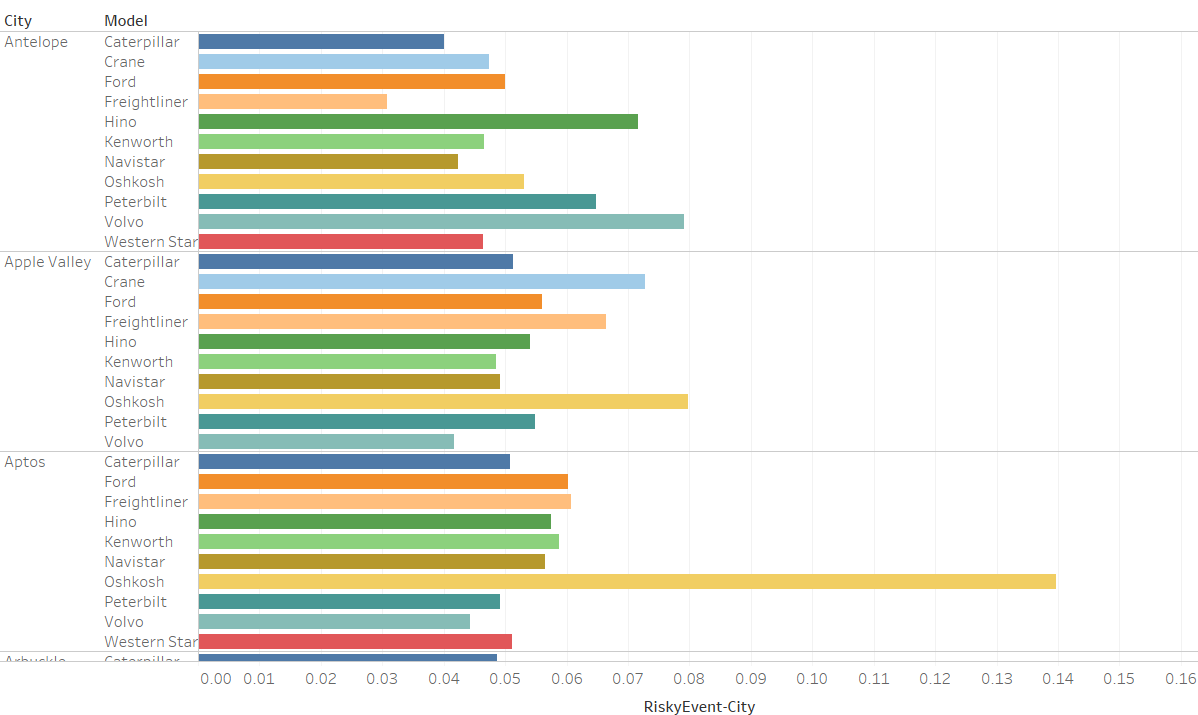 City Model
Antelope Caterpillar
Crane
Ford
Freightliner
Hino
Kenworth
Navistar
Oshkosh
Peterbilt
Volvo
Western Star
Apple Valley Caterpillar
Crane
Ford
Freightliner
Hino
Kenworth
Navistar
Oshkosh
Peterbilt
Volvo
Aptos Caterpillar
Ford
Freightliner
Hino
Kenworth
Navistar
Oshkosh
Peterbilt
Volvo
Western Star
Arbuckle Caterpillar
0.00 0.01 0.02 0.03 0.04 0.05 0.06 0.07 0.08 0.09 0.10 0.11 0.12 0.13 0.14 0.15 0.16
RiskyEvent-City